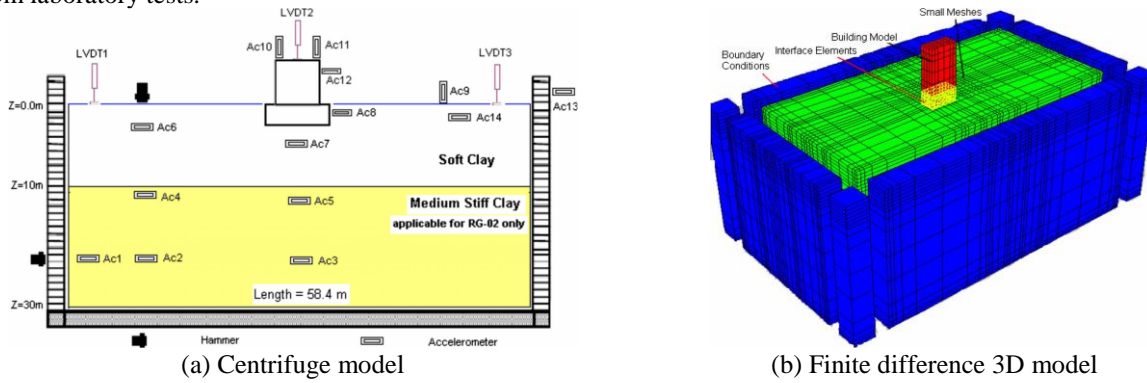 om laboratory tests.
LVDT2
LVDT1
Ac10
Ac11
LVDT3
Ac12
Ac9
Ac13
Z=0.0m
Ac8
Ac14
Ac6
Ac7
Soft Clay
Z=10m
Ac4
Ac5
Medium Stiff Clay
applicable for RG-02 only
Ac1
Ac2
Ac3
Length = 58.4 m
Z=30m
Hammer
Accelerometer
(a) Centrifuge model
Small Meshes
Building Model
Interface Elements
Boundary
Conditions
(b) Finite difference 3D model